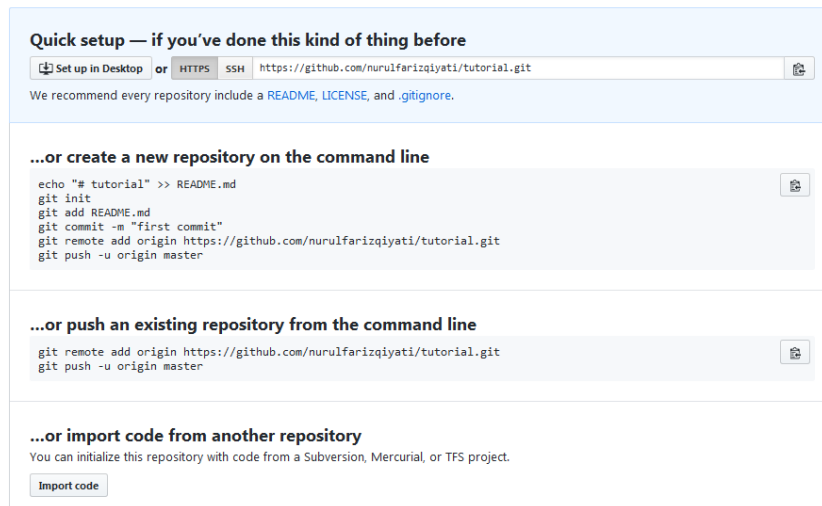 Quick setup — if you’ve done this kind of thing before
Set up in Desktop or HTTPS SSH https://github.com/nurulfarizqiyati/tutorial.git
We recommend every repository include a README, LICENSE, and .gitignore.
...or create a new repository on the command line
echo "# tutorial" >> README.md
git init
git add README.md
git commit -m "first commit"
git remote add origin https://github.com/nurulfarizqiyati/tutorial.git
git push -u origin master
...or push an existing repository from the command line
git remote add origin https://github.com/nurulfarizqiyati/tutorial.git
git push -u origin master
...or import code from another repository
You can initialize this repository with code from a Subversion, Mercurial, or TFS project.
Import code